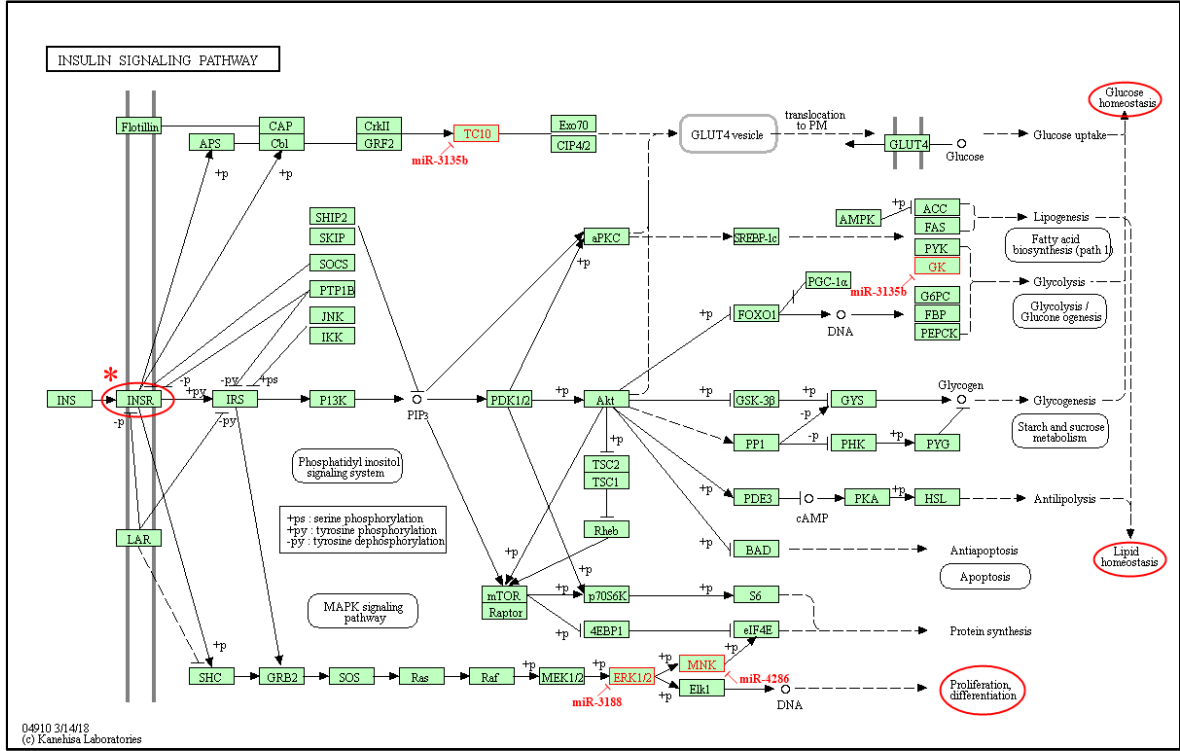 INSULIN SIGNALING PATHWAY
Glucose
homeostasis
Flotillin
CAP
CrkII
TC10
Exo70
translocation
to PM
APS
Cbl
GRF2
CIP4/2
GLUT4 vesicle
GLUT4
Glucose
Glucose uptake
miR-3135b
+p
+p
SHIP2
SKIP
SOCS
PTP1B
JNK
IKK
aPKC
+p
SREBP-1c
AMPK
+p
ACC
FAS
PYK
GK
Lipogenesis
Fatty acid
biosynthesis (path 1)
PGC-1α
miR-3135b
G6PC
FBP
PEPCK
Glycolysis
Glycolysis /
Glucone ogenesis
+p
FOXO1
DNA
*
-p
+py
-py
+ps
INS
INSR
IRS
P13K
PIP3
PDK1/2
+p
Akt
+p
GSK-3β
GYS
Glycogen
Glycogenesis
-p
-py
-p
PP1
-p
PHK
+p
PYG
Starch and sucrose
metabolism
Phosphatidyl inositol
signaling system
+p
TSC2
TSC1
+p
PDE3
cAMP
PKA
+p
HSL
Antilipolysis
+ps : serine phosphorylation
+py : tyrosine phosphorylation
-py : tyrosine dephosphorylation
LAR
Rheb
+p
+p
BAD
Antiapoptosis
Apoptosis
Lipid
homeostasis
+p
mTOR
Raptor
+p
p70S6K
+p
S6
MAPK signaling
pathway
+p
4EBP1
eIF4E
Protein synthesis
+p
SHC
GRB2
SOS
Ras
Raf
+p
MEK1/2
+p
ERK1/2
+p
MNK
+p
miR-4286
miR-3188
+p
Elk1
DNA
Proliferation,
differentiation
04910 3/14/18
(c) Kanehisa Laboratories